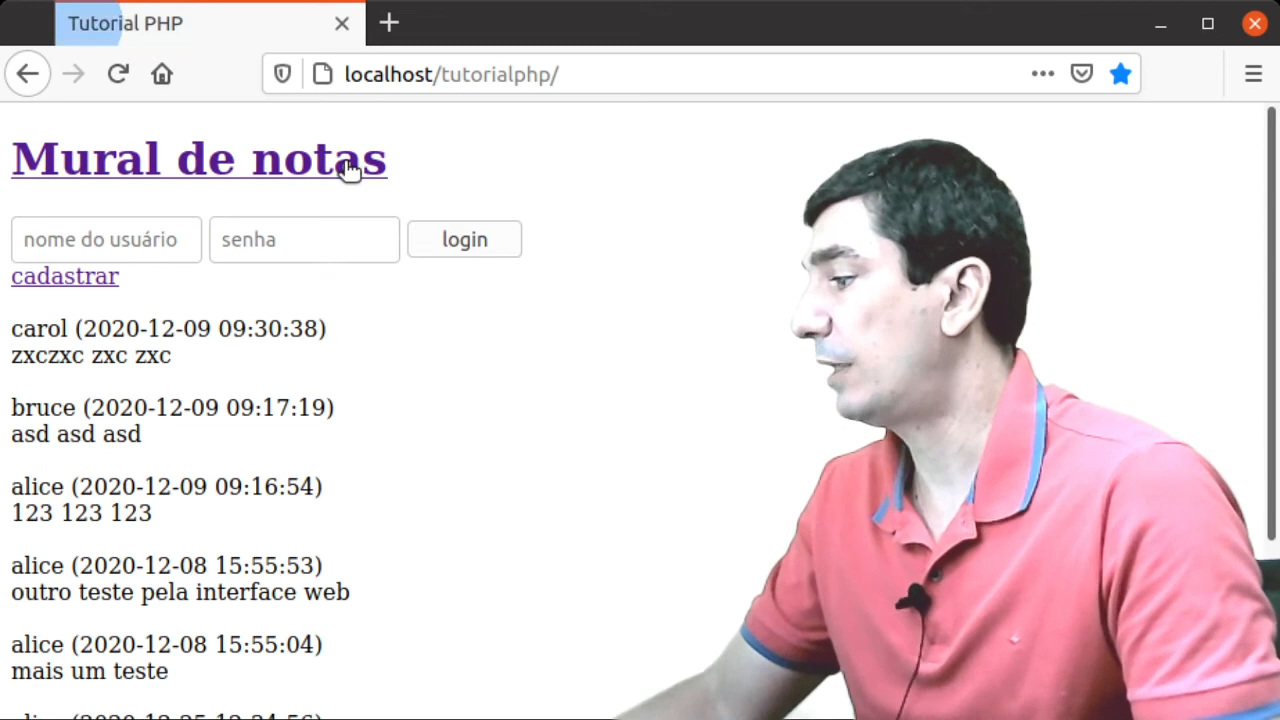 Tutorial PHP
localhost/tutorialphp/
Mural de notas
nome do usuário senha login
cadastrar
carol (2020-12-09 09:30:38)
zxczxc zxc zxc
bruce (2020-12-09 09:17:19)
asd asd asd
alice (2020-12-09 09:16:54)
123 123 123
alice (2020-12-08 15:55:53)
outro teste pela interface web
alice (2020-12-08 15:55:04)
mais um teste